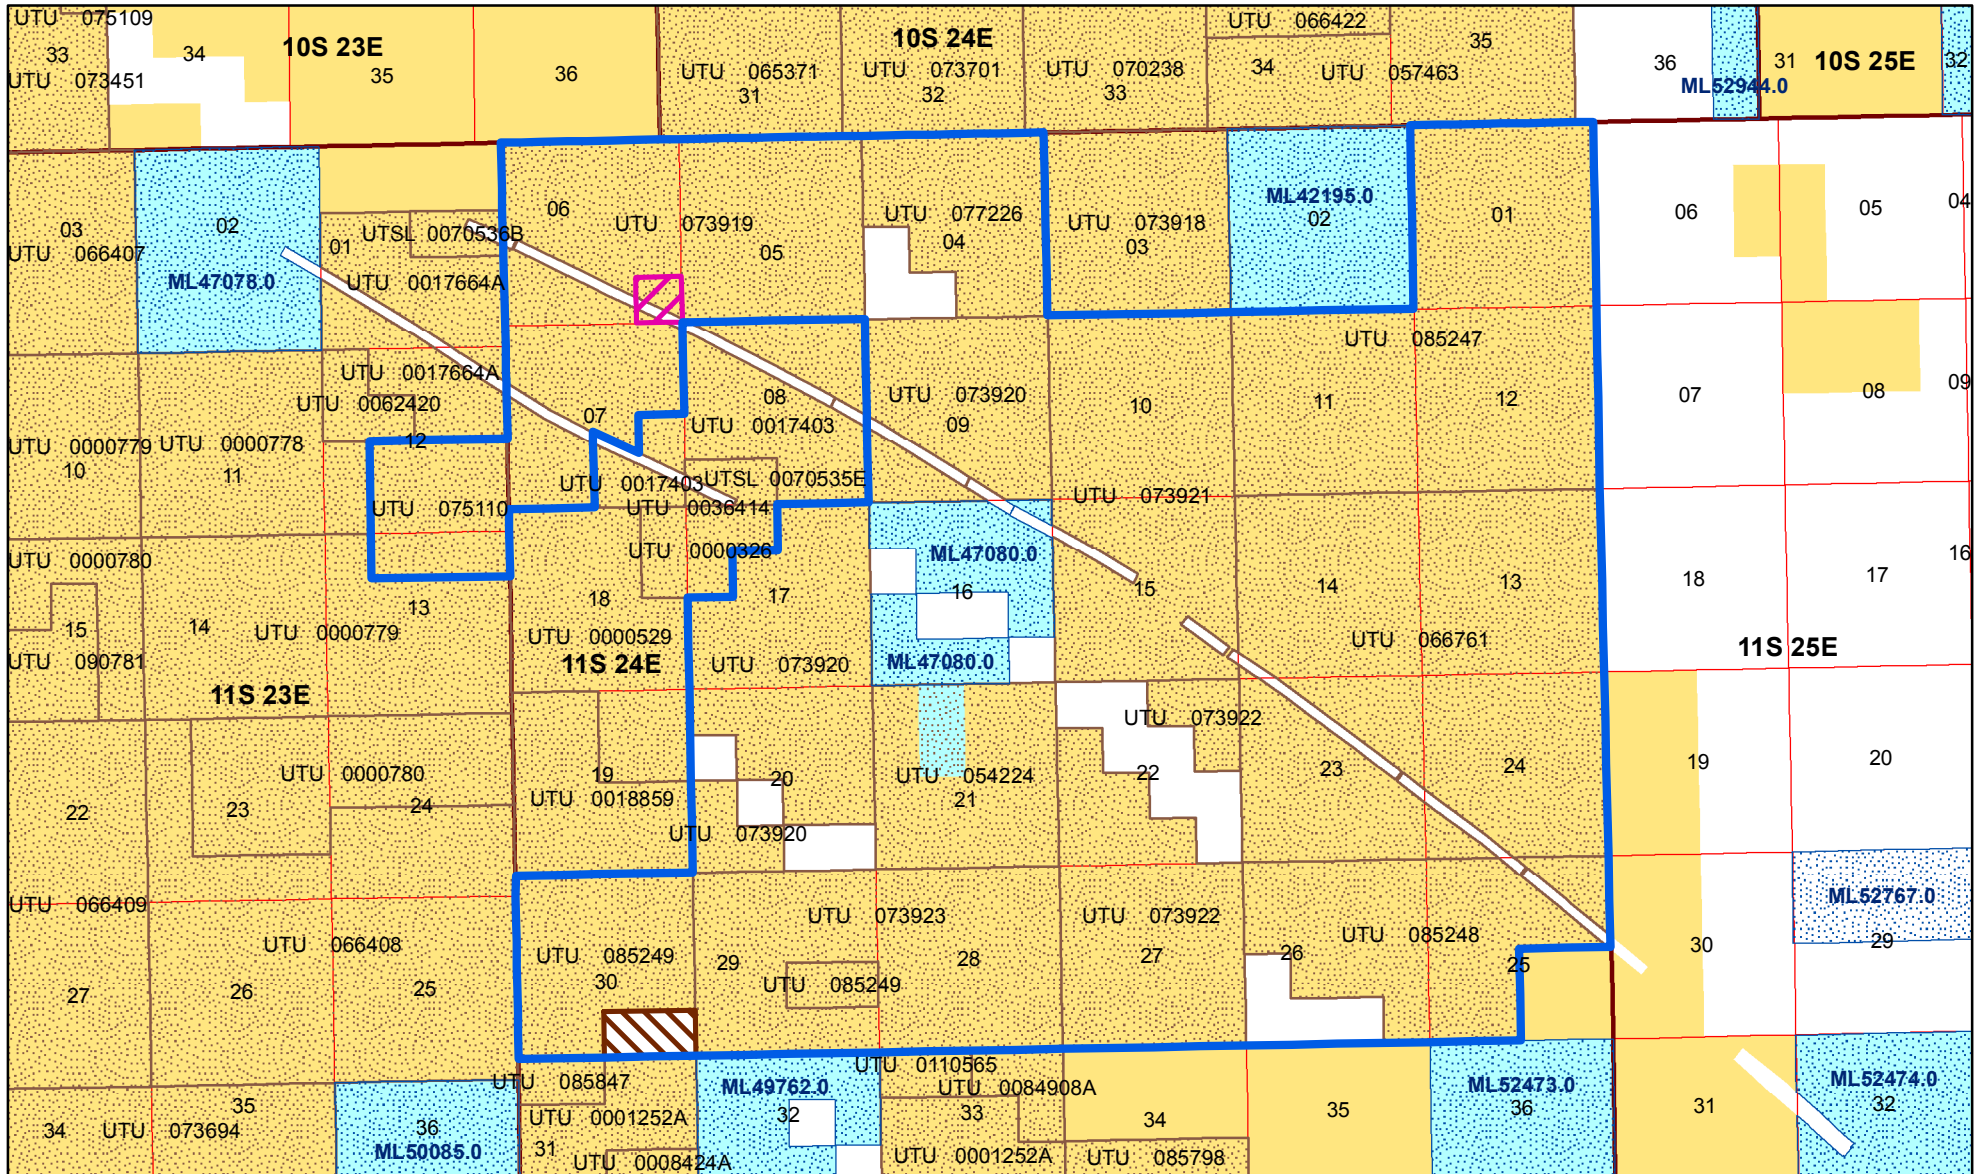 UTU 075109
33
34
10S 23E
UTU 073451
35
36
UTU 065371
31
10S 24E
UTU 073701
32
UTU 070238
33
UTU 066422
34
UTU 057463
35
36
ML52944.0
31
10S 25E
32
03
UTU 066407
02
ML47078.0
01
UTSL 0070536B
UTU 0017664A
06
UTU 073919
05
UTU 077226
04
UTU 073918
03
ML42195.0
02
01
06
05
04
UTU 085247
UTU 0017664A
UTU 0062420
12
07
08
UTU 0017403
UTU 073920
09
10
11
12
07
08
09
UTU 0000779
10
UTU 0000778
11
UTU 075110
UTU 0017403
UTSL 0070535E
UTU 0036414
UTU 0000326
UTU 073921
ML47080.0
16
ML47080.0
UTU 0000780
15
UTU 090781
14
UTU 0000779
13
18
UTU 0000529
11S 24E
17
UTU 073920
15
14
13
UTU 066761
18
17
16
11S 25E
11S 23E
UTU 073922
22
23
UTU 0000780
24
19
UTU 0018859
20
UTU 073920
UTU 054224
21
22
23
24
19
20
UTU 066409
UTU 066408
27
26
25
UTU 085249
30
29
UTU 073923
UTU 085249
28
UTU 073922
27
26
UTU 085248
25
30
ML52767.0
29
34
UTU 073694
35
36
ML50085.0
UTU 085847
UTU 0001252A
31
UTU 0008424A
ML49762.0
32
UTU 0110565
UTU 0084908A
33
UTU 0001252A
34
UTU 085798
35
ML52473.0
36
31
ML52474.0
32